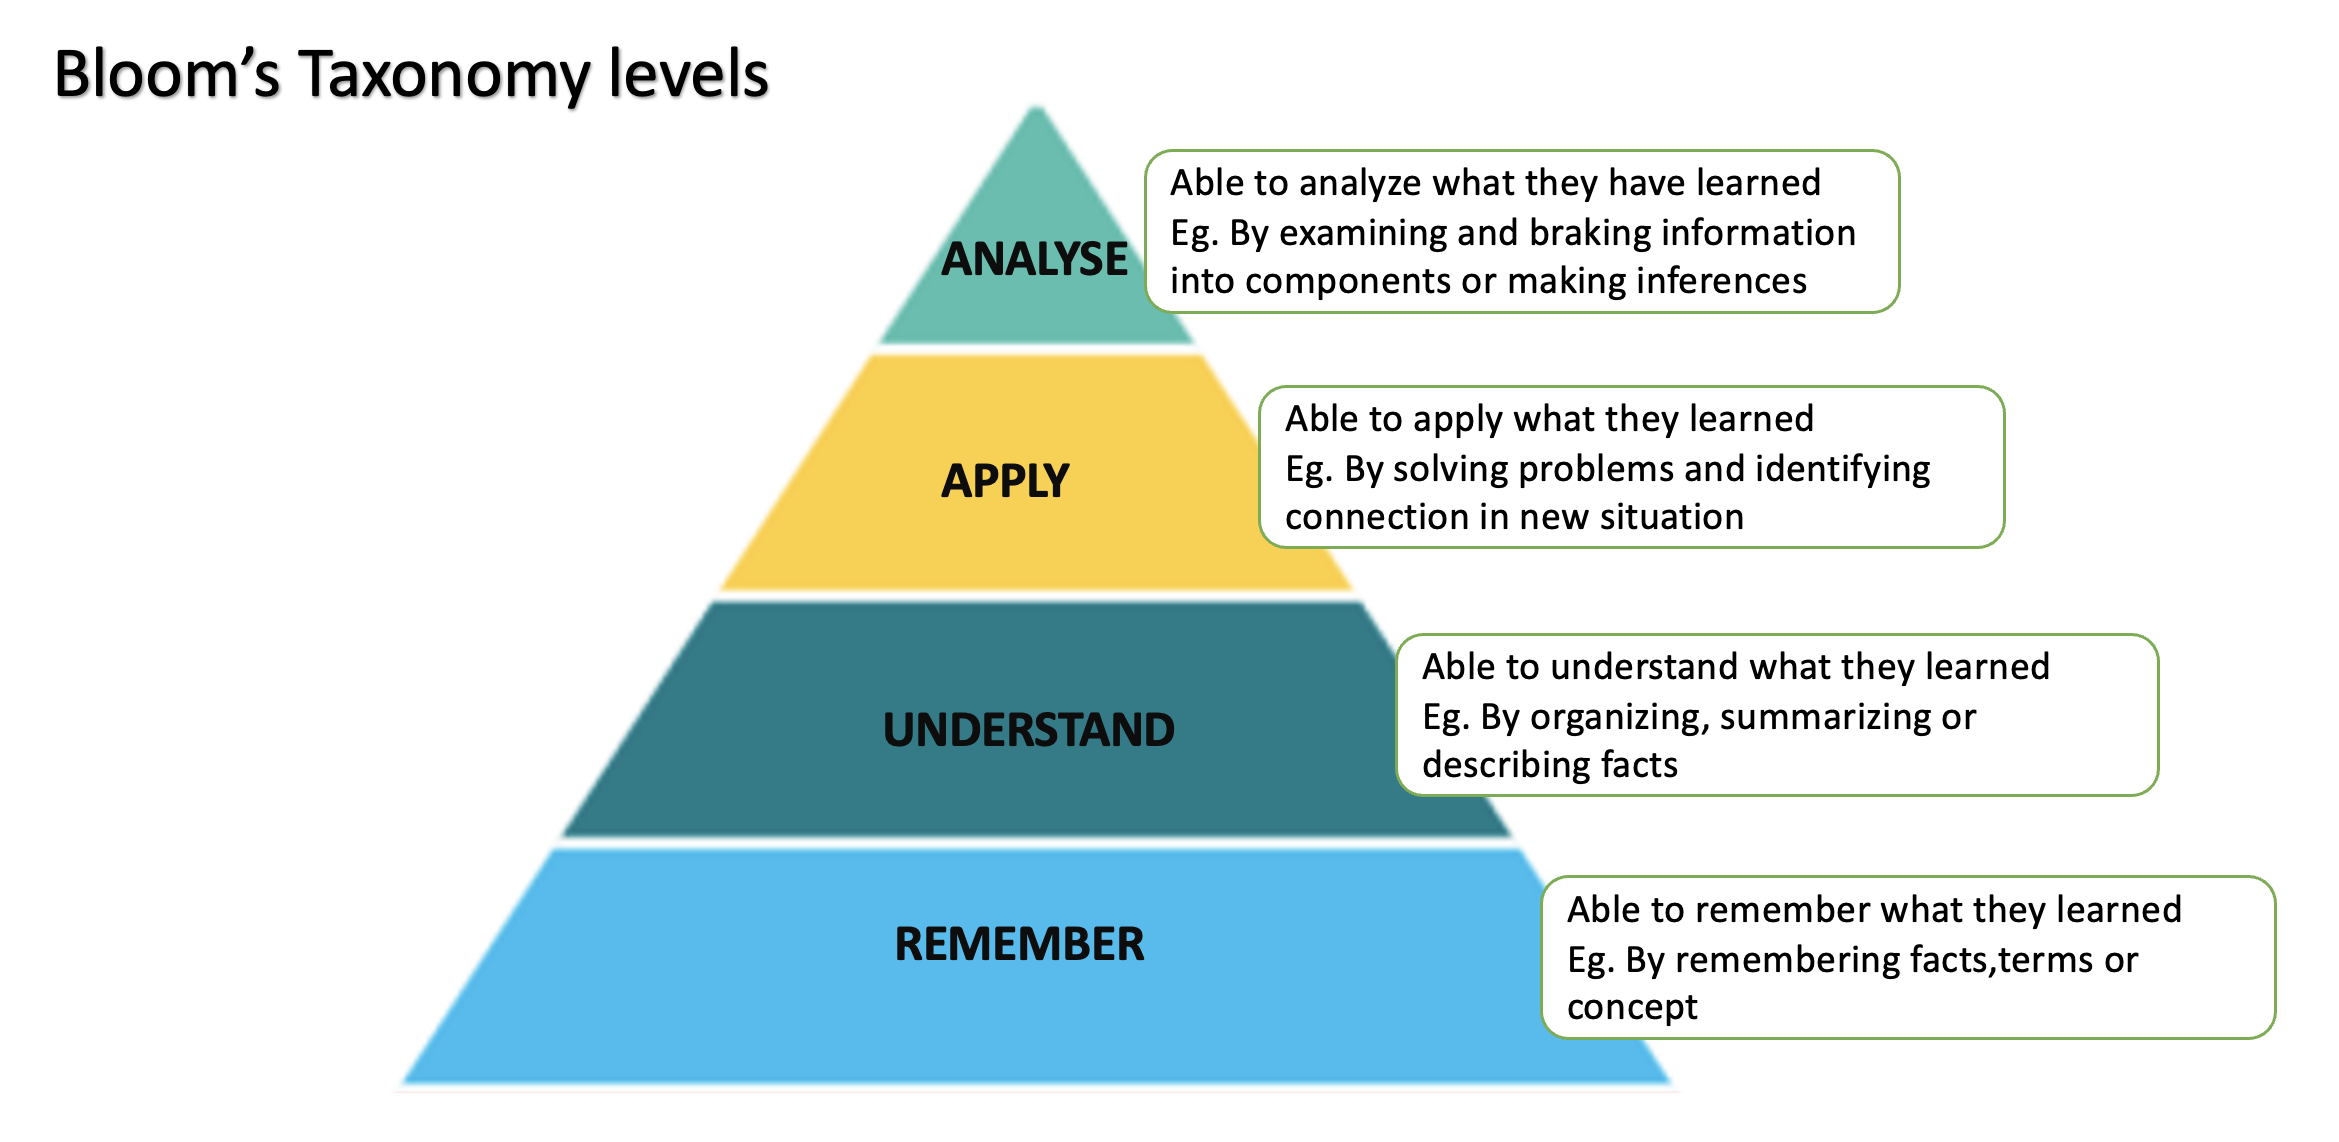 Bloom’s Taxonomy levels
ANALYSE
Able to analyze what they have learned
Eg. By examining and braking information
into components or making inferences
APPLY
Able to apply what they learned
Eg. By solving problems and identifying
connection in new situation
UNDERSTAND
Able to understand what they learned
Eg. By organizing, summarizing or
describing facts
REMEMBER
Able to remember what they learned
Eg. By remembering facts,terms or
concept